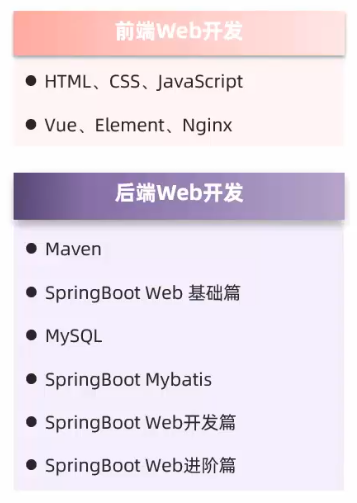 前端Web开发
HTML、CSS、JavaScript
Vue、Element、Nginx
后端Web开发
Maven
SpringBoot Web 基础篇
MySQL
SpringBoot Mybatis
SpringBoot Web开发篇
SpringBoot Web进阶篇